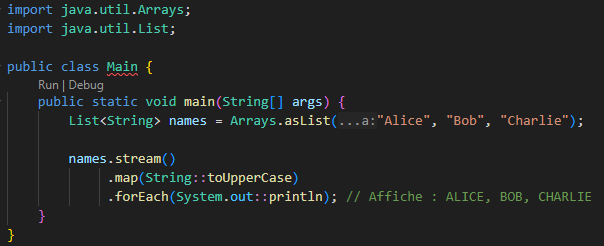 import java.util.Arrays;
import java.util.List;
public class Main {
Run | Debug
public static void main(String[] args) {
List<String> names = Arrays.asList(...a:"Alice", "Bob", "Charlie");
names.stream()
.map(String::toUpperCase)
.forEach(System.out::println); // Affiche : ALICE, BOB, CHARLIE
}
}